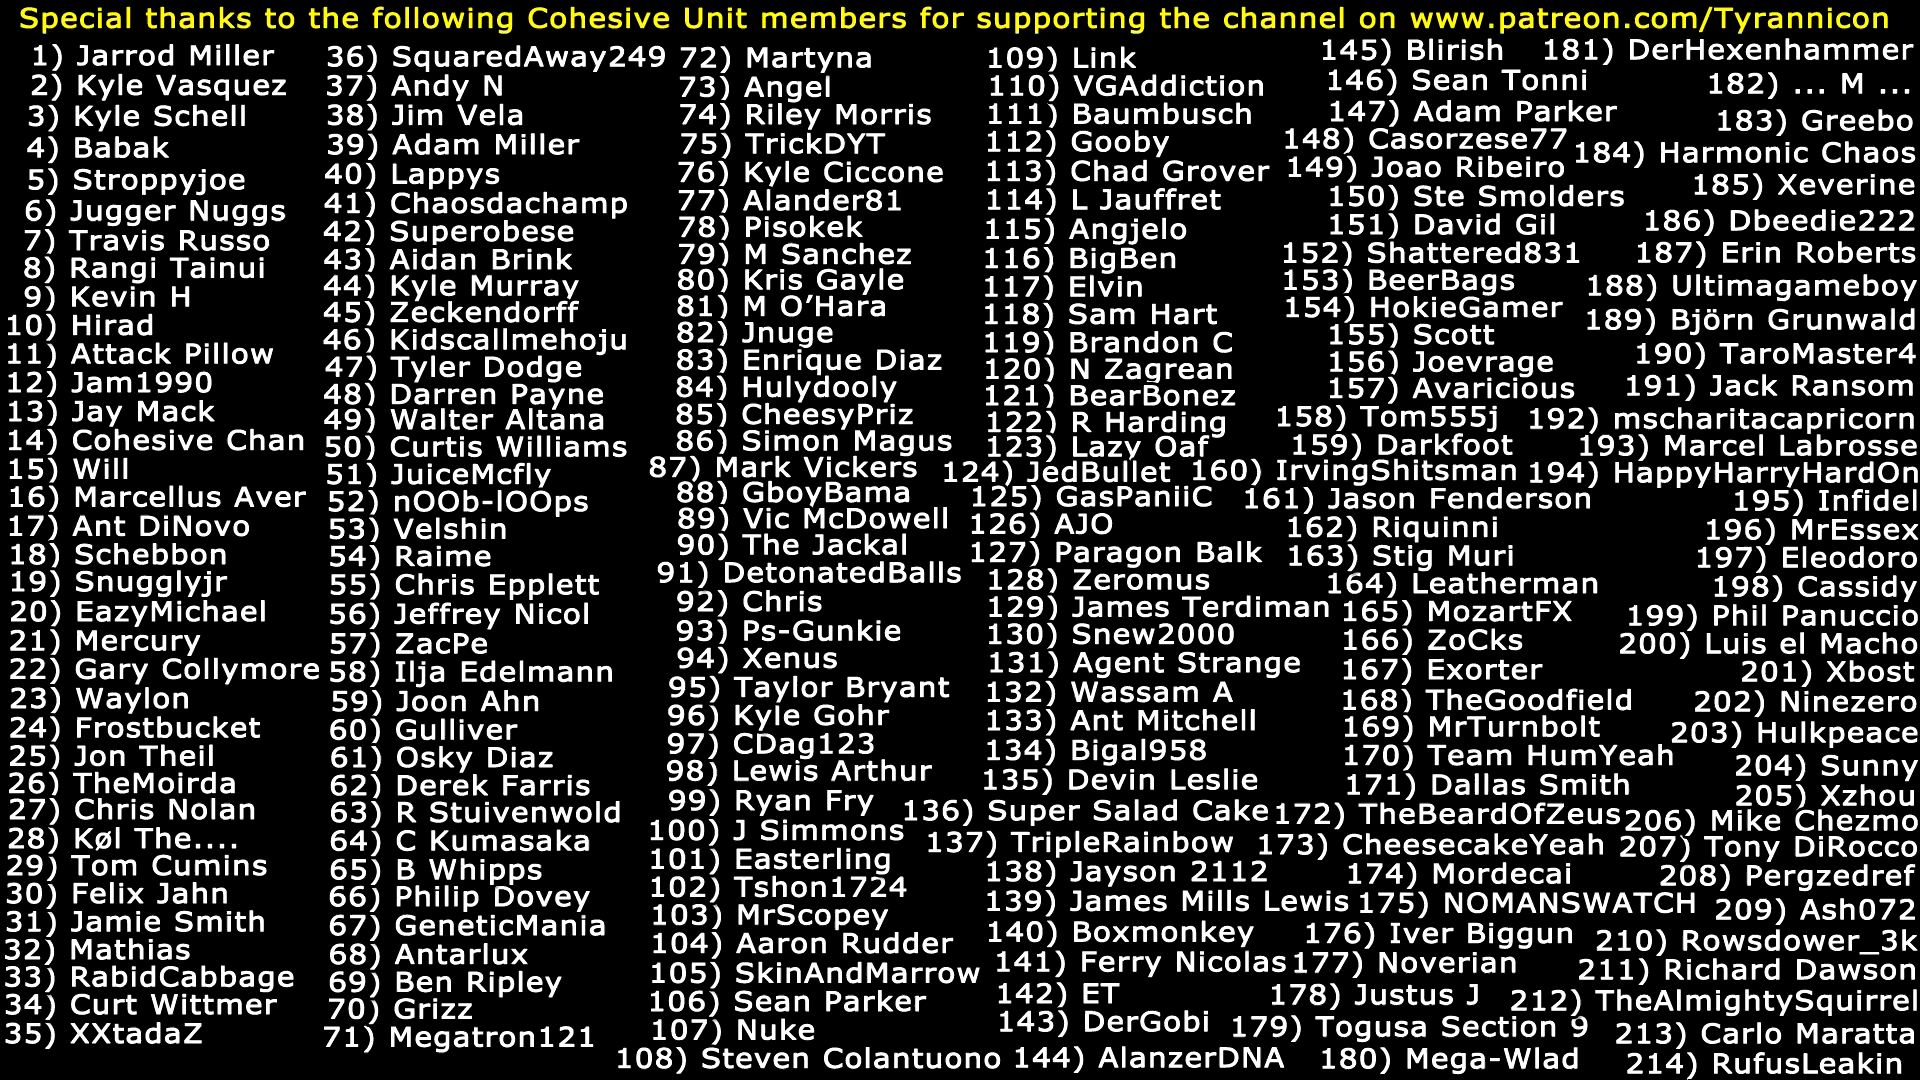 Special thanks to the following Cohesive Unit members for supporting the channel on www.patreon.com/Tyrannicon
1) Jarrod Miller
2) Kyle Vasquez
3) Kyle Schell
4) Babak
5) Stroppyjoe
6) Jugger Nuggs
7) Travis Russo
8) Rangi Tainui
9) Kevin H
10) Hirad
11) Attack Pillow
12) Jam1990
13) Jay Mack
14) Cohesive Chan
15) Will
16) Marcellus Aver
17) Ant DiNovo
18) Schebbon
19) Snugglyjr
20) EazyMichael
21) Mercury
22) Gary Collymore
23) Waylon
24) Frostbucket
25) Jon Theil
26) TheMoirda
27) Chris Nolan
28) Køl The....
29) Tom Cumins
30) Felix Jahn
31) Jamie Smith
32) Mathias
33) RabidCabbage
34) Curt Wittmer
35) XXtadaZ
36) SquaredAway249
37) Andy N
38) Jim Vela
39) Adam Miller
40) Lappys
41) Chaosdachamp
42) Superobese
43) Aidan Brink
44) Kyle Murray
45) Zeckendorff
46) Kidscallmehoju
47) Tyler Dodge
48) Darren Payne
49) Walter Altana
50) Curtis Williams
51) JuiceMcfly
52) nOOb-lOOps
53) Velshin
54) Raime
55) Chris Epplett
56) Jeffrey Nicol
57) ZacPe
58) Ilja Edelmann
59) Joon Ahn
60) Gulliver
61) Osky Diaz
62) Derek Farris
63) R Stuivenwold
64) C Kumasaka
65) B Whipps
66) Philip Dovey
67) GeneticMania
68) Antarlux
69) Ben Ripley
70) Grizz
71) Megatron121
72) Martyna
73) Angel
74) Riley Morris
75) TrickDYT
76) Kyle Ciccone
77) Alander81
78) Pisokek
79) M Sanchez
80) Kris Gayle
81) M O'Hara
82) Jnuge
83) Enrique Diaz
84) Hulydooly
85) CheesyPriz
86) Simon Magus
87) Mark Vickers
88) GboyBama
89) Vic McDowell
90) The Jackal
91) DetonatedBalls
92) Chris
93) Ps-Gunkie
94) Xenus
95) Taylor Bryant
96) Kyle Gohr
97) CDag123
98) Lewis Arthur
99) Ryan Fry
100) J Simmons
101) Easterling
102) Tshon1724
103) MrScopey
104) Aaron Rudder
105) SkinAndMarrow
106) Sean Parker
107) Nuke
108) Steven Colantuono
109) Link
110) VGAddiction
111) Baumbusch
112) Gooby
113) Chad Grover
114) L Jauffret
115) Angjelo
116) BigBen
117) Elvin
118) Sam Hart
119) Brandon C
120) N Zagrean
121) BearBonez
122) R Harding
123) Lazy Oaf
124) JedBullet
125) GasPaniiC
126) AJO
127) Paragon Balk
128) Zeromus
129) James Terdiman
130) Snew2000
131) Agent Strange
132) Wassam A
133) Ant Mitchell
134) Bigal958
135) Devin Leslie
136) Super Salad Cake
137) TripleRainbow
138) Jayson 2112
139) James Mills Lewis
140) Boxmonkey
141) Ferry Nicolas
142) ET
143) DerGobi
144) AlanzerDNA
145) Blirish
146) Sean Tonni
147) Adam Parker
148) Casorzese77
149) Joao Ribeiro
150) Ste Smolders
151) David Gil
152) Shattered831
153) BeerBags
154) HokieGamer
155) Scott
156) Joevrage
157) Avaricious
158) Tom555j
159) Darkfoot
160) IrvingShitsman
161) Jason Fenderson
162) Riquinni
163) Stig Muri
164) Leatherman
165) MozartFX
166) ZoCks
167) Exorter
168) TheGoodfield
169) MrTurnbolt
170) Team HumYeah
171) Dallas Smith
172) TheBeardOfZeus
173) CheesecakeYeah
174) Mordecai
175) NOMANSWATCH
176) Iver Biggun
177) Noverian
178) Justus J
179) Togusa Section 9
180) Mega-Wlad
181) DerHexenhammer
182) ... M ...
183) Greebo
184) Harmonic Chaos
185) Xeverine
186) Dbeedie222
187) Erin Roberts
188) Ultimagameboy
189) Björn Grunwald
190) TaroMaster4
191) Jack Ransom
192) mscharitacapricorn
193) Marcel Labrosse
194) HappyHarryHardOn
195) Infidel
196) MrEssex
197) Eleodoro
198) Cassidy
199) Phil Panuccio
200) Luis el Macho
201) Xbost
202) Ninezero
203) Hulkpeace
204) Sunny
205) Xzhou
206) Mike Chezmo
207) Tony DiRocco
208) Pergzedref
209) Ash072
210) Rowsdower_3k
211) Richard Dawson
212) TheAlmightySquirrel
213) Carlo Maratta
214) RufusLeakin